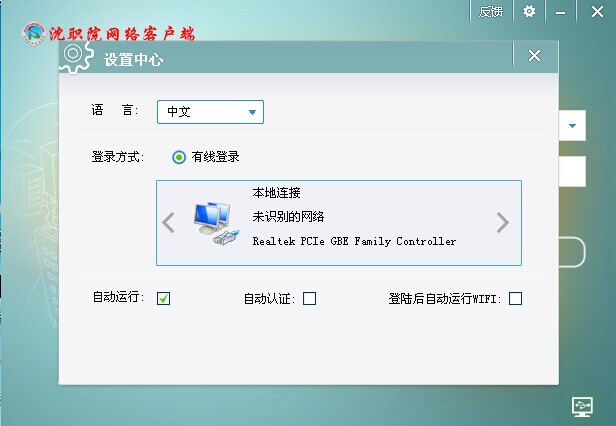 反馈
沈职院网络客户端
设置中心
语 言:
中文
登录方式:
有线登录
本地连接
未识别的网络
Realtek PCIe GBE Family Controller
自动运行:
自动认证:
登陆后自动运行WIFI: